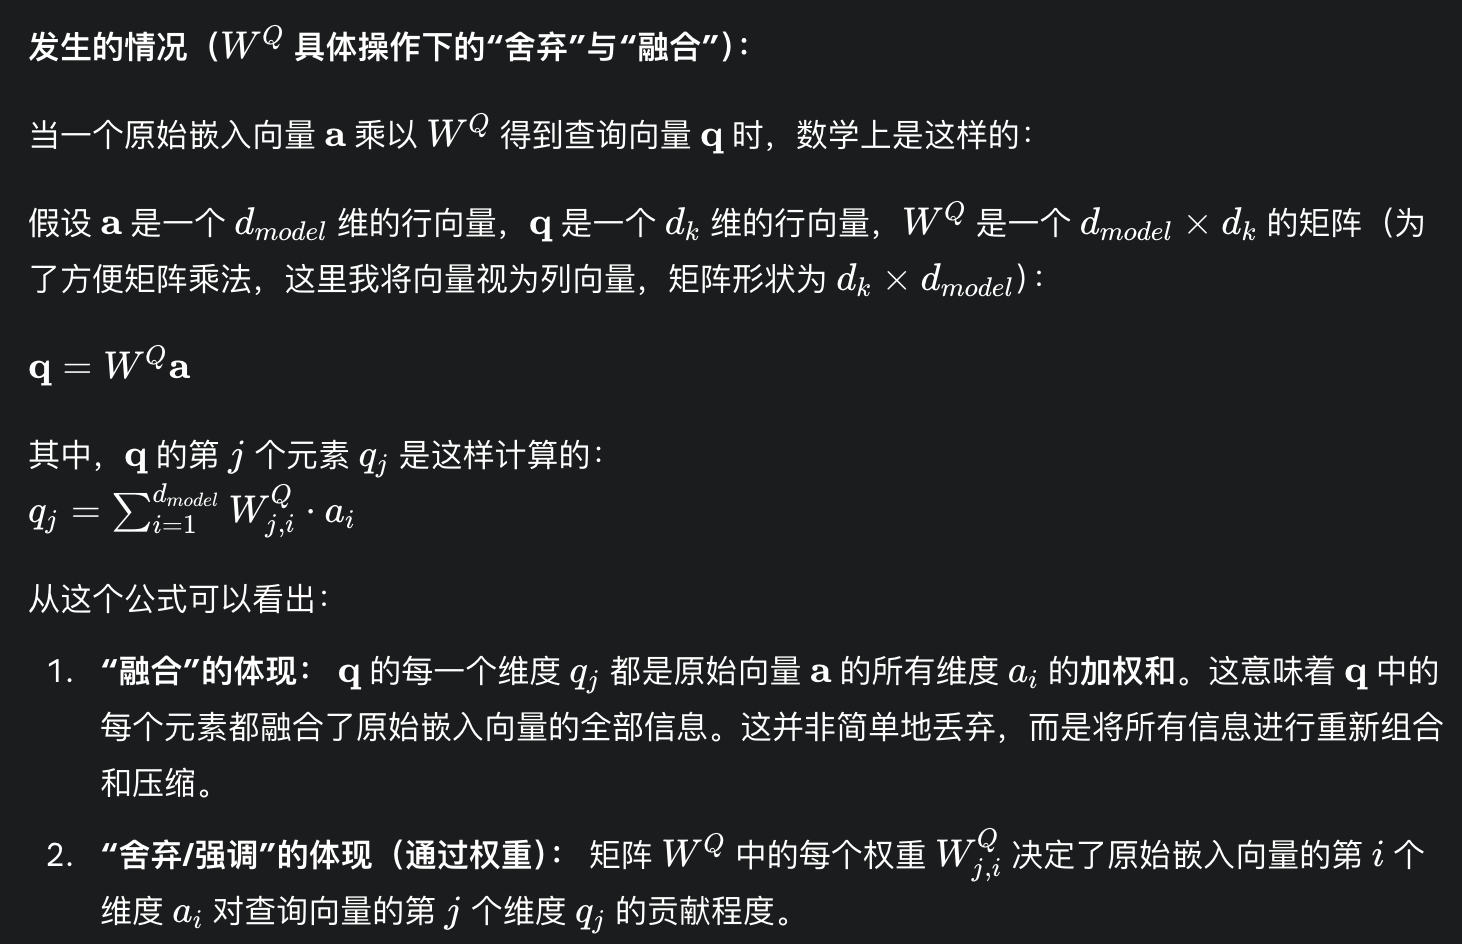 发生的情况（$W^Q$ 具体操作下的“舍弃”与“融合”）：
当一个原始嵌入向量 $\mathbf{a}$ 乘以 $W^Q$ 得到查询向量 $\mathbf{q}$ 时，数学上是这样的：
假设 $\mathbf{a}$ 是一个 $d_{model}$ 维的行向量，$\mathbf{q}$ 是一个 $d_k$ 维的行向量，$W^Q$ 是一个 $d_{model} \times d_k$ 的矩阵（为
了方便矩阵乘法，这里我将向量视为列向量，矩阵形状为 $d_k \times d_{model}$）：
$\mathbf{q} = W^Q \mathbf{a}$
其中，$\mathbf{q}$ 的第 $j$ 个元素 $q_j$ 是这样计算的：
$q_j = \sum_{i=1}^{d_{model}} W_{j,i}^Q \cdot a_i$
从这个公式可以看出：
1. “融合”的体现： $\mathbf{q}$ 的每一个维度 $q_j$ 都是原始向量 $\mathbf{a}$ 的所有维度 $a_i$ 的加权和。这意味着 $\mathbf{q}$ 中的
每个元素都融合了原始嵌入向量的全部信息。这并非简单地丢弃，而是将所有信息进行重新组合
和压缩。
2. “舍弃/强调”的体现（通过权重）： 矩阵 $W^Q$ 中的每个权重 $W_{j,i}^Q$ 决定了原始嵌入向量的第 $i$ 个
维度 $a_i$ 对查询向量的第 $j$ 个维度 $q_j$ 的贡献程度。